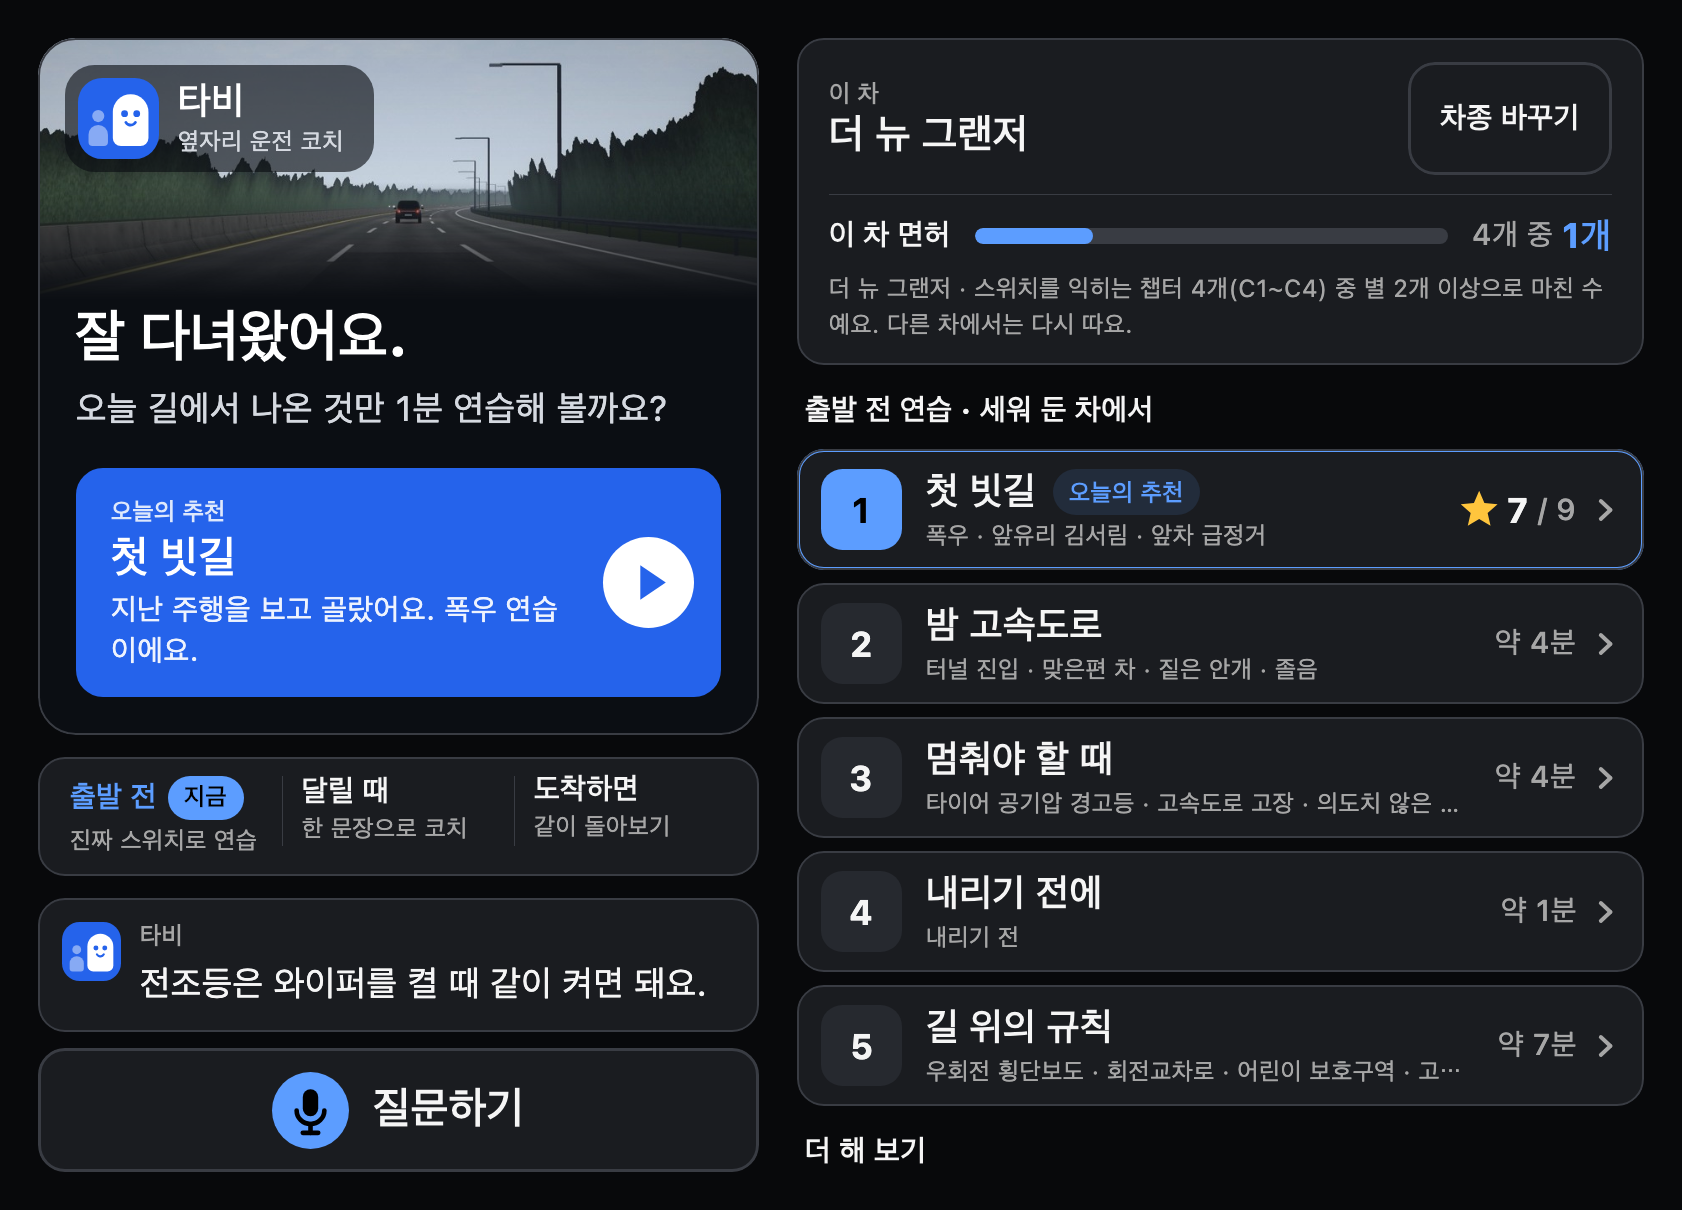 타비
옆자리 운전 코치
잘 다녀왔어요.
오늘 길에서 나온 것만 1분 연습해 볼까요?
오늘의 추천
첫 빗길
지난 주행을 보고 골랐어요. 폭우 연습
이에요.
출발 전 지금
진짜 스위치로 연습
달릴 때
한 문장으로 코치
도착하면
같이 돌아보기
타비
전조등은 와이퍼를 켤 때 같이 켜면 돼요.
질문하기
이 차
더 뉴 그랜저
차종 바꾸기
이 차 면허
4개 중 1개
더 뉴 그랜저 · 스위치를 익히는 챕터 4개(C1~C4) 중 별 2개 이상으로 마친 수
예요. 다른 차에서는 다시 따요.
출발 전 연습 · 세워 둔 차에서
1
첫 빗길 오늘의 추천
폭우 · 앞유리 김서림 · 앞차 급정거
7 / 9
2
밤 고속도로
터널 진입 · 맞은편 차 · 짙은 안개 · 졸음
약 4분
3
멈춰야 할 때
타이어 공기압 경고등 · 고속도로 고장 · 의도치 않은 ...
약 4분
4
내리기 전에
내리기 전
약 1분
5
길 위의 규칙
우회전 횡단보도 · 회전교차로 · 어린이 보호구역 · 고...
약 7분
더 해 보기